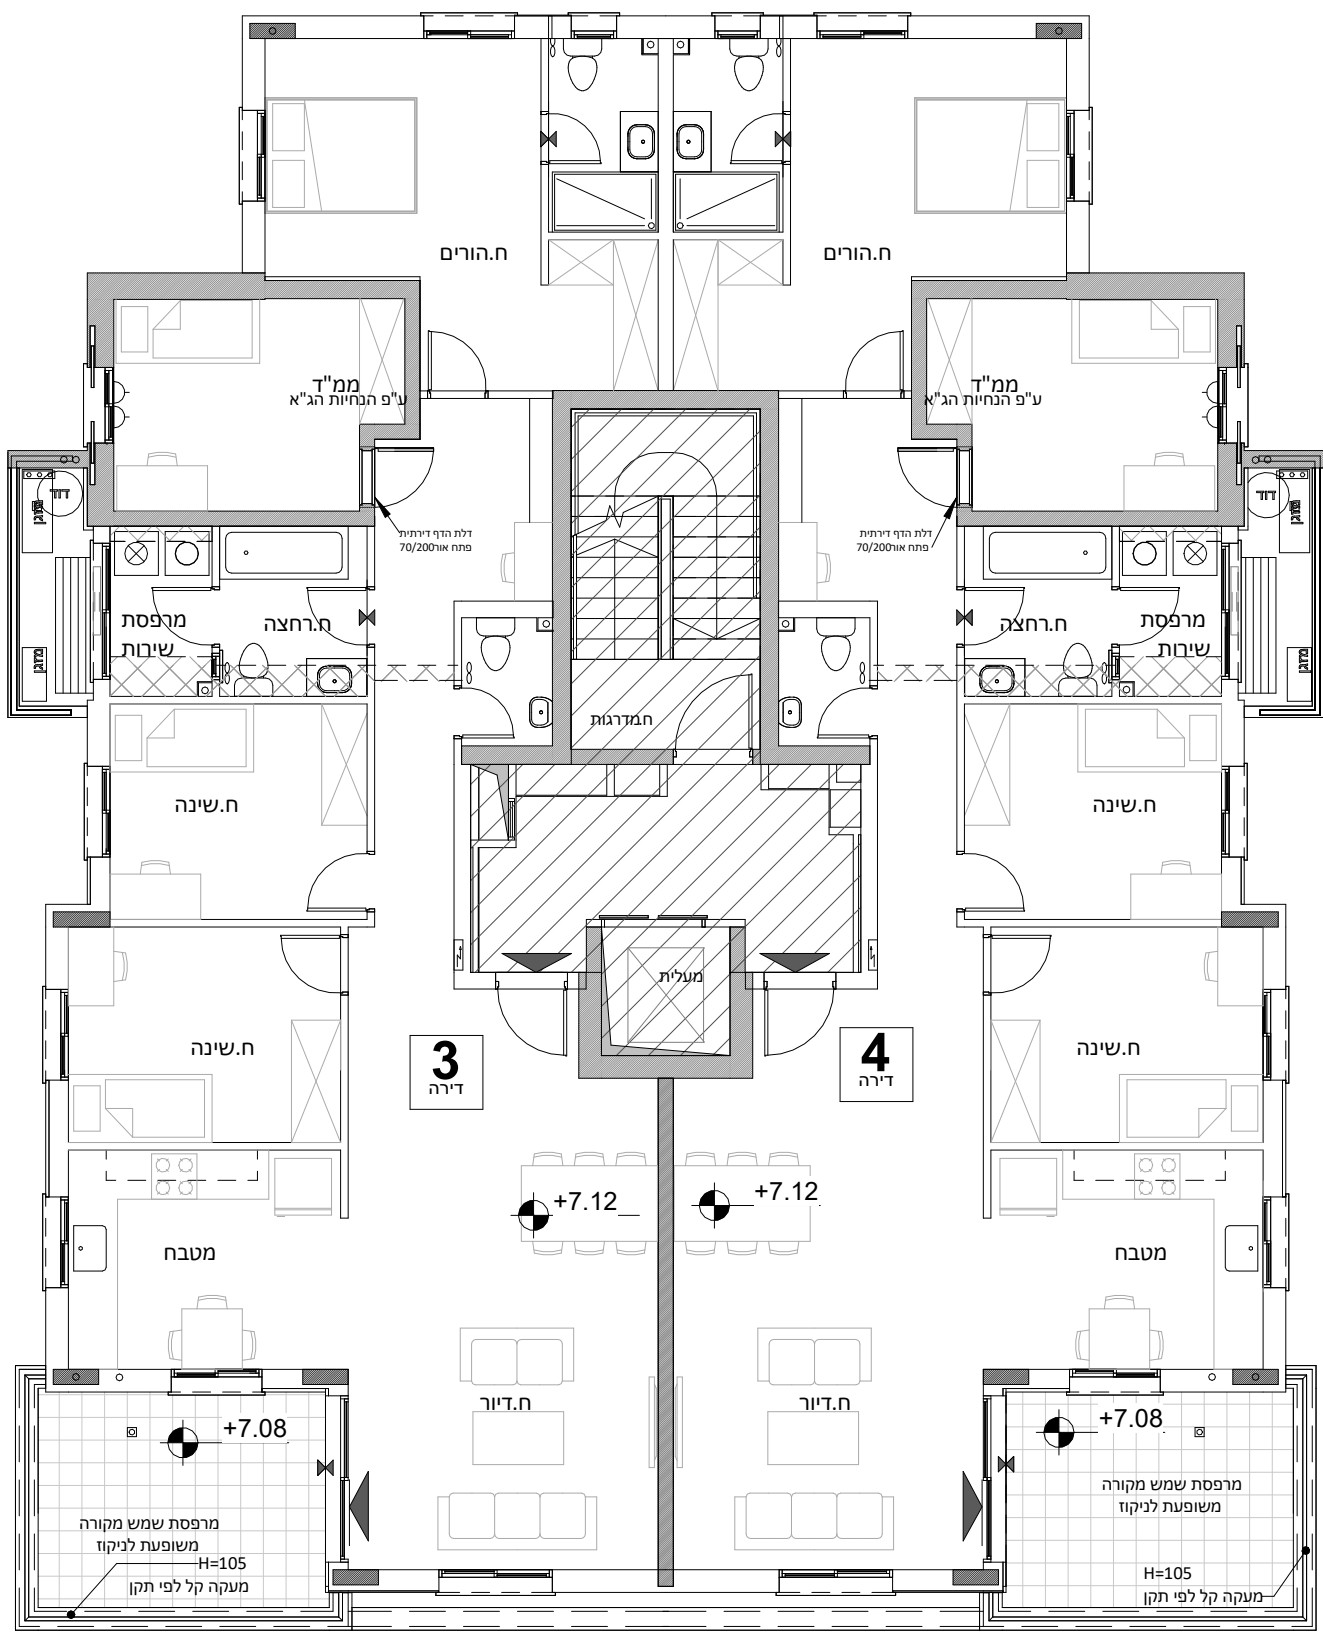 ח.הורים
ח.הורים
ממ"ד
ע"פ הנחיות הג"א
ממ"ד
ע"פ הנחיות הג"א
דוד
מזגן
דוד
מזגן
דלת הדף דירתית
פתח אור70/200
דלת הדף דירתית
פתח אור70/200
מרפסת
שירות
ח.רחצה
ח.רחצה
מרפסת
שירות
מזגן
מזגן
ח.מדרגות
ח.שינה
ח.שינה
מעלית
ח.שינה
3
דירה
4
דירה
ח.שינה
+7.12
+7.12
מטבח
מטבח
ח.דיור
ח.דיור
+7.08
+7.08
מרפסת שמש מקורה
משופעת לניקוז
H=105
מעקה קל לפי תקן
מרפסת שמש מקורה
משופעת לניקוז
H=105
מעקה קל לפי תקן